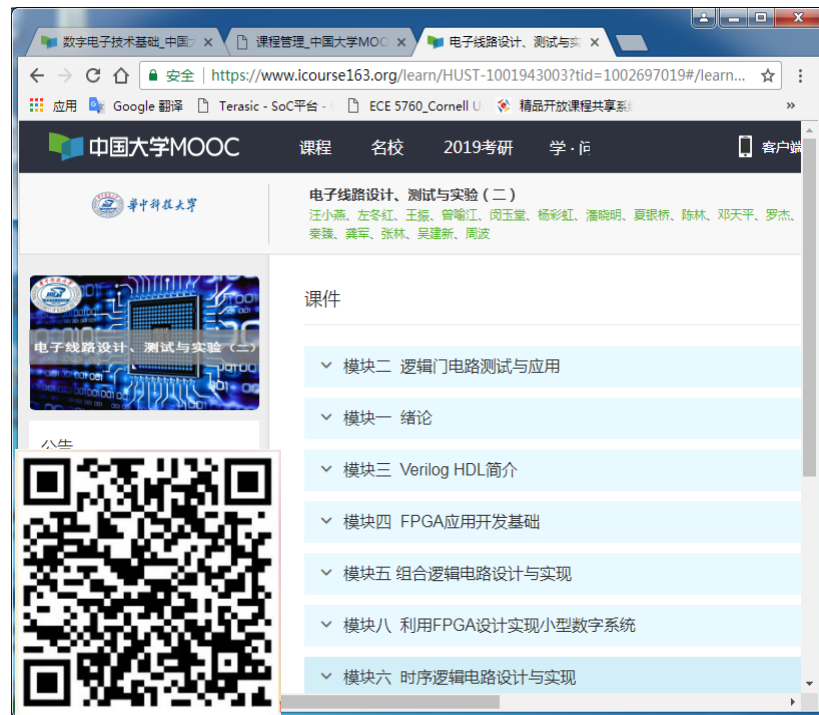 数字电子技术基础_中国
课程管理_中国大学MOO
电子线路设计、测试与实
安全
https://www.icourse163.org/learn/HUST-1001943003?tid=1002697019#/learn...
应用
Google 翻译
Terasic - SoC平台 -
ECE 5760_Cornell U
精品开放课程共享系
»
中国大学MOOC
课程
名校
2019考研
学·问
客户端
华中科技大学
电子线路设计、测试与实验(二)
汪小燕、左冬红、王振、曾喻江、闵玉堂、杨彩虹、潘晓明、夏银桥、陈林、邓天平、罗杰、
秦臻、龚军、张林、吴建新、周波
电子线路设计、测试与实验(二)
公告
课件
模块二 逻辑门电路测试与应用
模块一 绪论
模块三 Verilog HDL简介
模块四 FPGA应用开发基础
模块五 组合逻辑电路设计与实现
模块八 利用FPGA设计实现小型数字系统
模块六 时序逻辑电路设计与实现